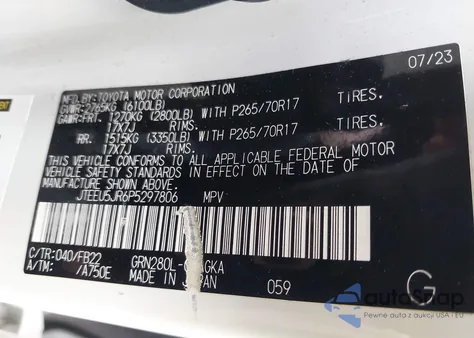 MFD.BY: TOYOTA MOTOR CORPORATION 07/23
GVWR: 2765KG (6100LB)
GAWR:FRT. 1270KG (2800LB) WITH P265/70R17 TIRES.
17X7J RIMS.
RR. 1515KG (3350LB) WITH P265/70R17 TIRES.
17X7J RIMS.
THIS VEHICLE CONFORMS TO ALL APPLICABLE FEDERAL MOTOR
VEHICLE SAFETY STANDARDS IN EFFECT ON THE DATE OF
MANUFACTURE SHOWN ABOVE.
JTEEU5JR6P5297806 MPV
C/TR: 040/FB22 GRN280L-
A/TM: /A750E MADE IN 059
G
autoSnap
Pewne auta z aukcji USA i EU